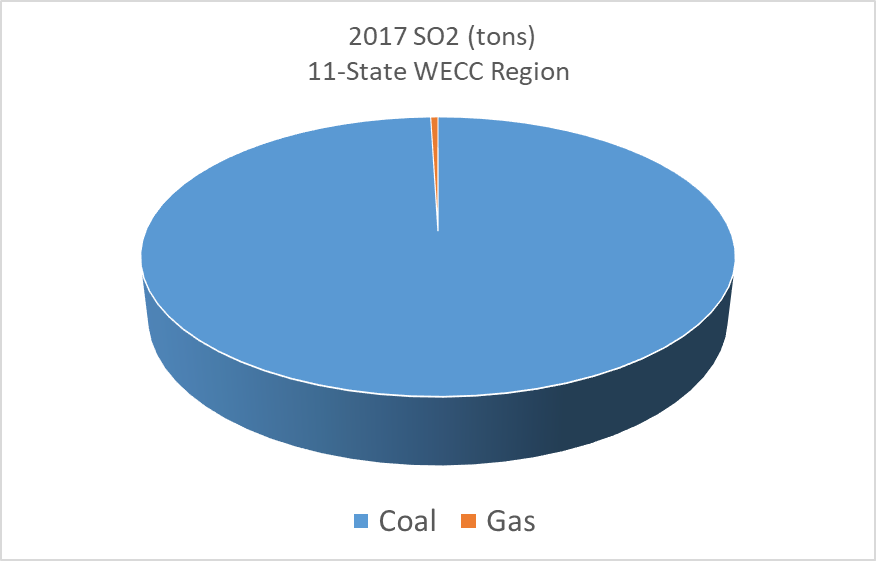 2017 SO2 (tons)
11-State WECC Region
Coal
Gas